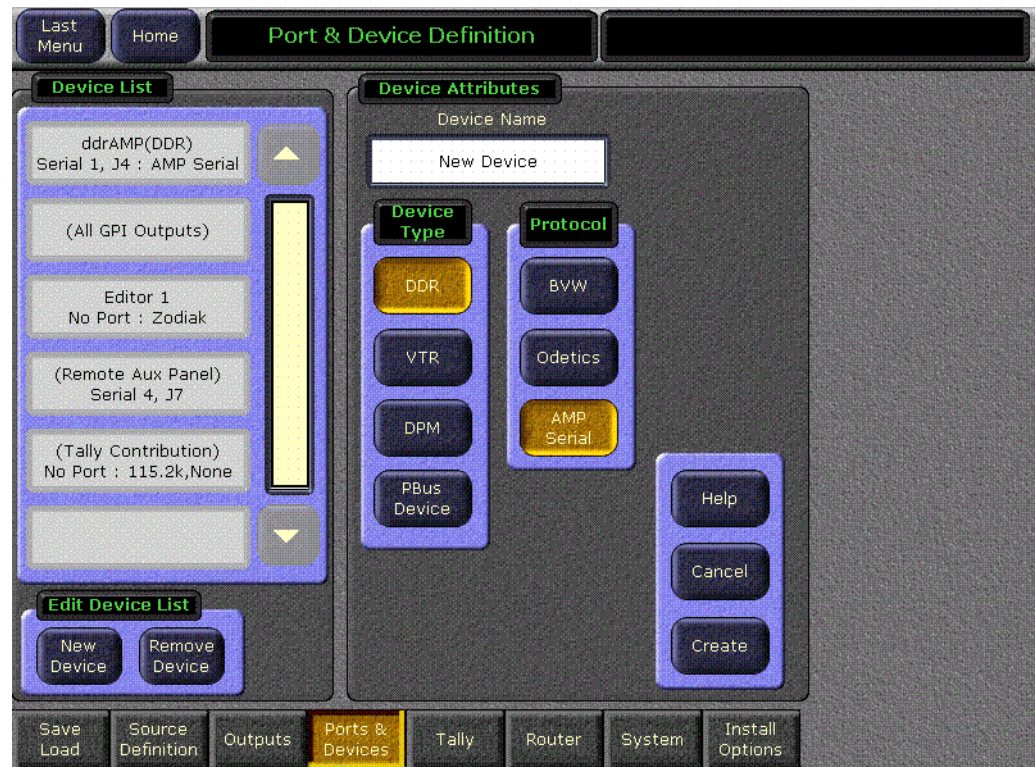 Last
Menu
Home
Port & Device Definition
Device List
ddrAMP(DDR)
Serial 1, J4 : AMP Serial
(All GPI Outputs)
Editor 1
No Port : Zodiak
(Remote Aux Panel)
Serial 4, J7
(Tally Contribution)
No Port : 115.2k,None
Edit Device List
New
Device
Remove
Device
Device Attributes
Device Name
New Device
Device
Type
DDR
VTR
DPM
PBus
Device
Protocol
BVW
Odetics
AMP
Serial
Help
Cancel
Create
Save
Load
Source
Definition
Outputs
Ports &
Devices
Tally
Router
System
Install
Options